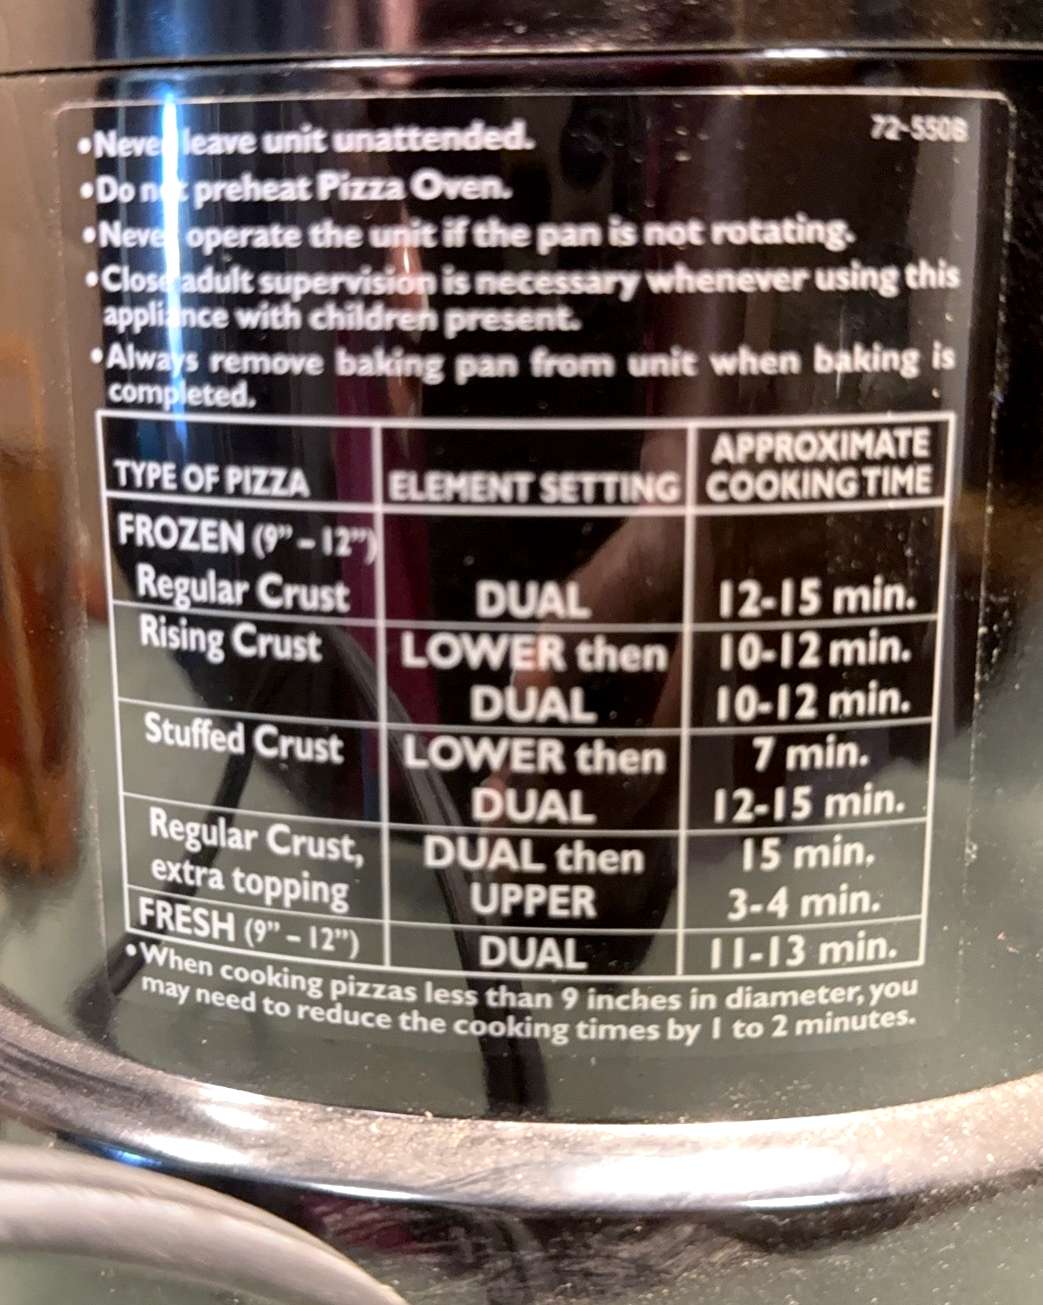 72-5508
•Never leave unit unattended.
•Do not preheat Pizza Oven.
•Never operate the unit if the pan is not rotating.
•Close adult supervision is necessary whenever using this
appliance with children present.
•Always remove baking pan from unit when baking is
completed.
TYPE OF PIZZA ELEMENT SETTING APPROXIMATE COOKING TIME
FROZEN (9” – 12”)
Regular Crust DUAL 12-15 min.
Rising Crust LOWER then 10-12 min.
DUAL 10-12 min.
Stuffed Crust LOWER then 7 min.
DUAL 12-15 min.
Regular Crust, DUAL then 15 min,
extra topping UPPER 3-4 min.
FRESH (9” – 12”) DUAL 11-13 min.
•When cooking pizzas less than 9 inches in diameter, you
may need to reduce the cooking times by 1 to 2 minutes.